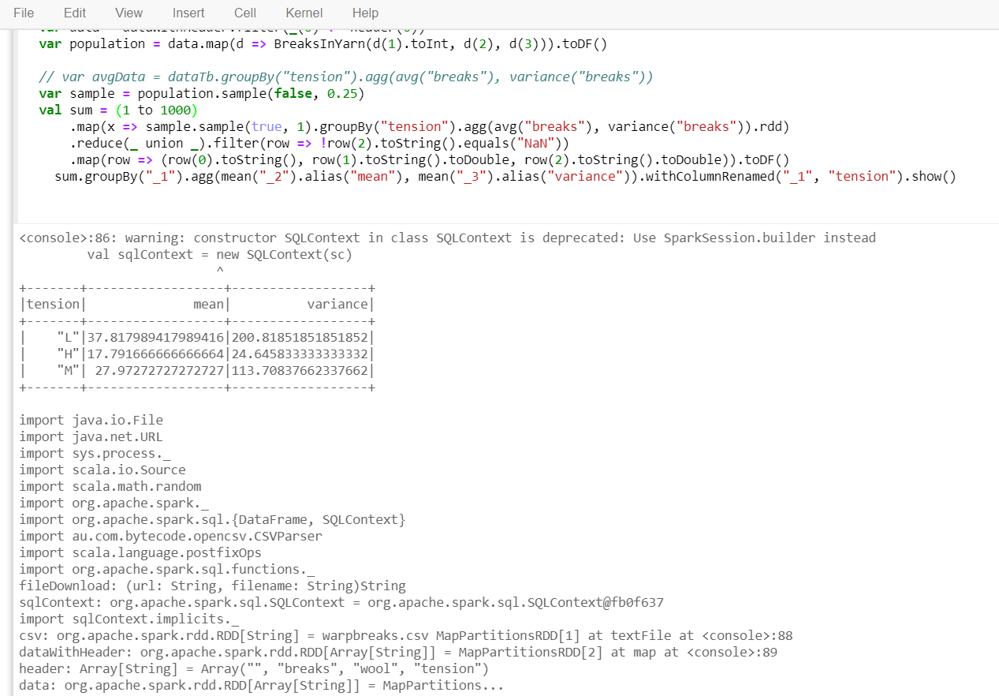 File Edit View Insert Cell Kernel Help
var population = data.map(d => BreaksInYarn(d(1).toInt, d(2), d(3))).toDF()
// var avgData = dataTb.groupBy("tension").agg(avg("breaks"), variance("breaks"))
var sample = population.sample(false, 0.25)
val sum = (1 to 1000)
    .map(x => sample.sample(true, 1).groupBy("tension").agg(avg("breaks"), variance("breaks")).rdd)
    .reduce(_ union _).filter(row => !row(2).toString().equals("NaN"))
    .map(row => (row(0).toString(), row(1).toString().toDouble, row(2).toString().toDouble)).toDF()
  sum.groupBy("_1").agg(mean("_2").alias("mean"), mean("_3").alias("variance")).withColumnRenamed("_1", "tension").show()
<console>:86: warning: constructor SQLContext in class SQLContext is deprecated: Use SparkSession.builder instead
         val sqlContext = new SQLContext(sc)
                          ^
+-------+------------------+------------------+
|tension|              mean|          variance|
+-------+------------------+------------------+
|    "L"|37.817989417989416|200.81851851851852|
|    "H"|17.791666666666664|24.645833333333332|
|    "M"| 27.97272727272727|113.70837662337662|
+-------+------------------+------------------+
import java.io.File
import java.net.URL
import sys.process._
import scala.io.Source
import scala.math.random
import org.apache.spark._
import org.apache.spark.sql.{DataFrame, SQLContext}
import au.com.bytecode.opencsv.CSVParser
import scala.language.postfixOps
import org.apache.spark.sql.functions._
fileDownload: (url: String, filename: String)String
sqlContext: org.apache.spark.sql.SQLContext = org.apache.spark.sql.SQLContext@fb0f637
import sqlContext.implicits._
csv: org.apache.spark.rdd.RDD[String] = warpbreaks.csv MapPartitionsRDD[1] at textFile at <console>:88
dataWithHeader: org.apache.spark.rdd.RDD[Array[String]] = MapPartitionsRDD[2] at map at <console>:89
header: Array[String] = Array("", "breaks", "wool", "tension")
data: org.apache.spark.rdd.RDD[Array[String]] = MapPartitions...